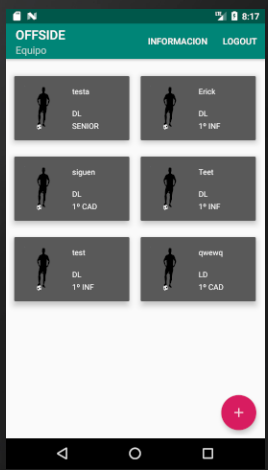 8:17
OFFSIDE
Equipo
INFORMACION LOGOUT
testa
DL
SENIOR
Erick
DL
1º INF
siguen
DL
1º CAD
Teet
DL
1º INF
test
DL
1º INF
qwewq
LD
1º CAD
+